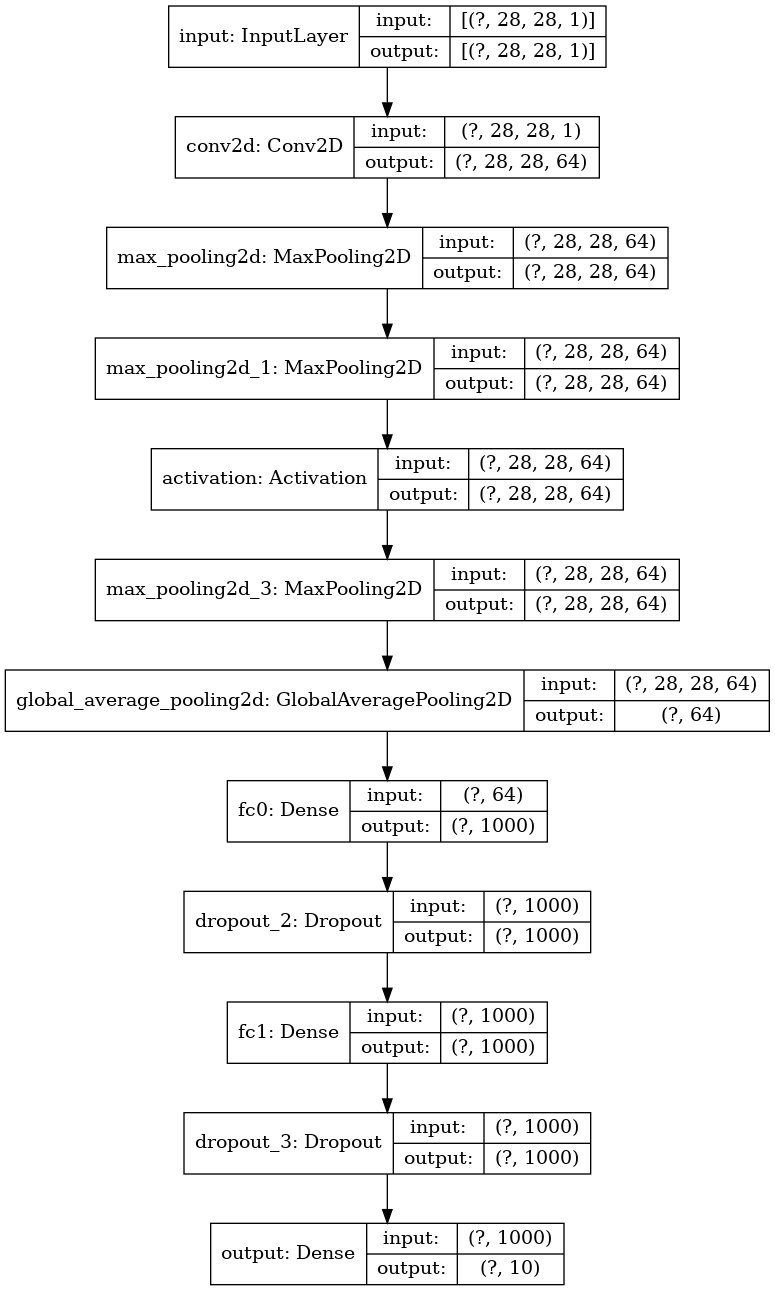 input: InputLayer
input: [(?, 28, 28, 1)]
output: [(?, 28, 28, 1)]
conv2d: Conv2D
input: (?, 28, 28, 1)
output: (?, 28, 28, 64)
max_pooling2d: MaxPooling2D
input: (?, 28, 28, 64)
output: (?, 28, 28, 64)
max_pooling2d_1: MaxPooling2D
input: (?, 28, 28, 64)
output: (?, 28, 28, 64)
activation: Activation
input: (?, 28, 28, 64)
output: (?, 28, 28, 64)
max_pooling2d_3: MaxPooling2D
input: (?, 28, 28, 64)
output: (?, 28, 28, 64)
global_average_pooling2d: GlobalAveragePooling2D
input: (?, 28, 28, 64)
output: (?, 64)
fc0: Dense
input: (?, 64)
output: (?, 1000)
dropout_2: Dropout
input: (?, 1000)
output: (?, 1000)
fc1: Dense
input: (?, 1000)
output: (?, 1000)
dropout_3: Dropout
input: (?, 1000)
output: (?, 1000)
output: Dense
input: (?, 1000)
output: (?, 10)